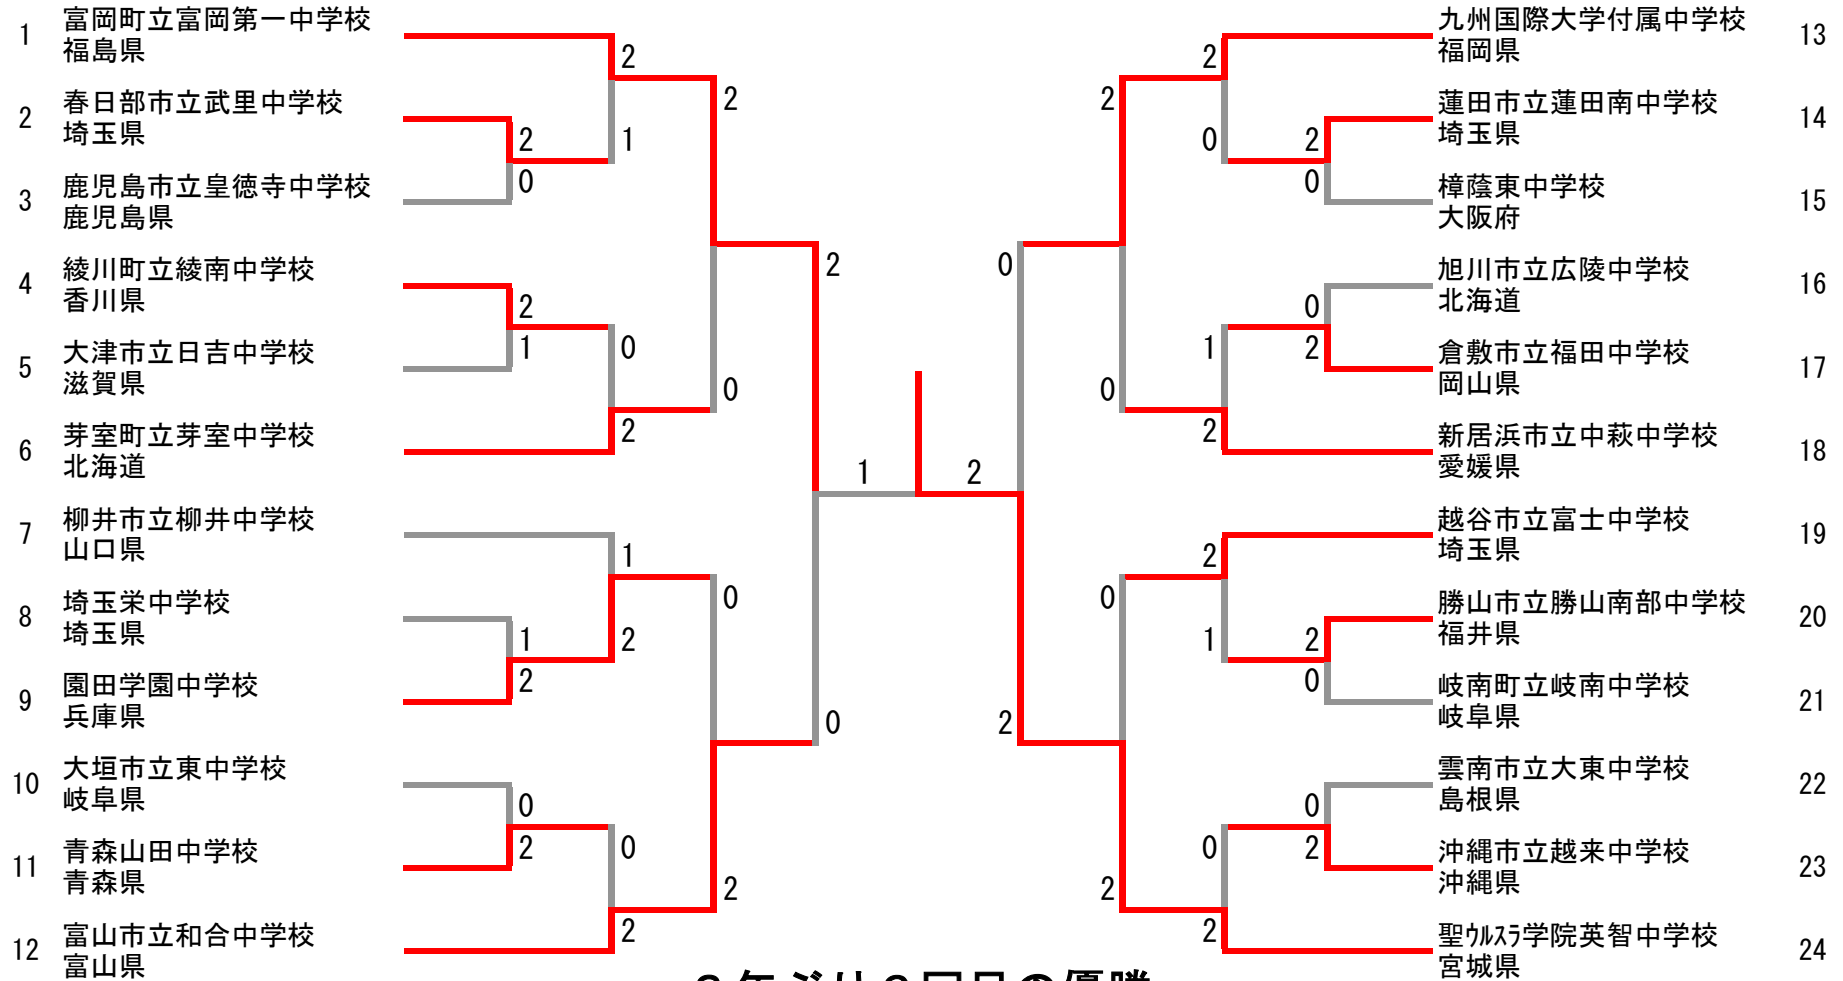 1 富岡町立富岡第一中学校
福島県
2 春日部市立武里中学校
埼玉県
3 鹿児島市立皇徳寺中学校
鹿児島県
4 綾川町立綾南中学校
香川県
5 大津市立日吉中学校
滋賀県
6 芽室町立芽室中学校
北海道
7 柳井市立柳井中学校
山口県
8 埼玉栄中学校
埼玉県
9 園田学園中学校
兵庫県
10 大垣市立東中学校
岐阜県
11 青森山田中学校
青森県
12 富山市立和合中学校
富山県
2
0
2
1
1
2
0
2
2
1
0
2
1
2
0
2
2
0
0
2
2
0
1
2
0
2
2
0
0
2
2
0
1
2
2
1
0
2
2
0
0
2
2
0
0
2
九州国際大学付属中学校 13
福岡県
蓮田市立蓮田南中学校 14
埼玉県
樟蔭東中学校 15
大阪府
旭川市立広陵中学校 16
北海道
倉敷市立福田中学校 17
岡山県
新居浜市立中萩中学校 18
愛媛県
越谷市立富士中学校 19
埼玉県
勝山市立勝山南部中学校 20
福井県
岐南町立岐南中学校 21
岐阜県
雲南市立大東中学校 22
島根県
沖縄市立越来中学校 23
沖縄県
聖ウルスラ学院英智中学校 24
宮城県